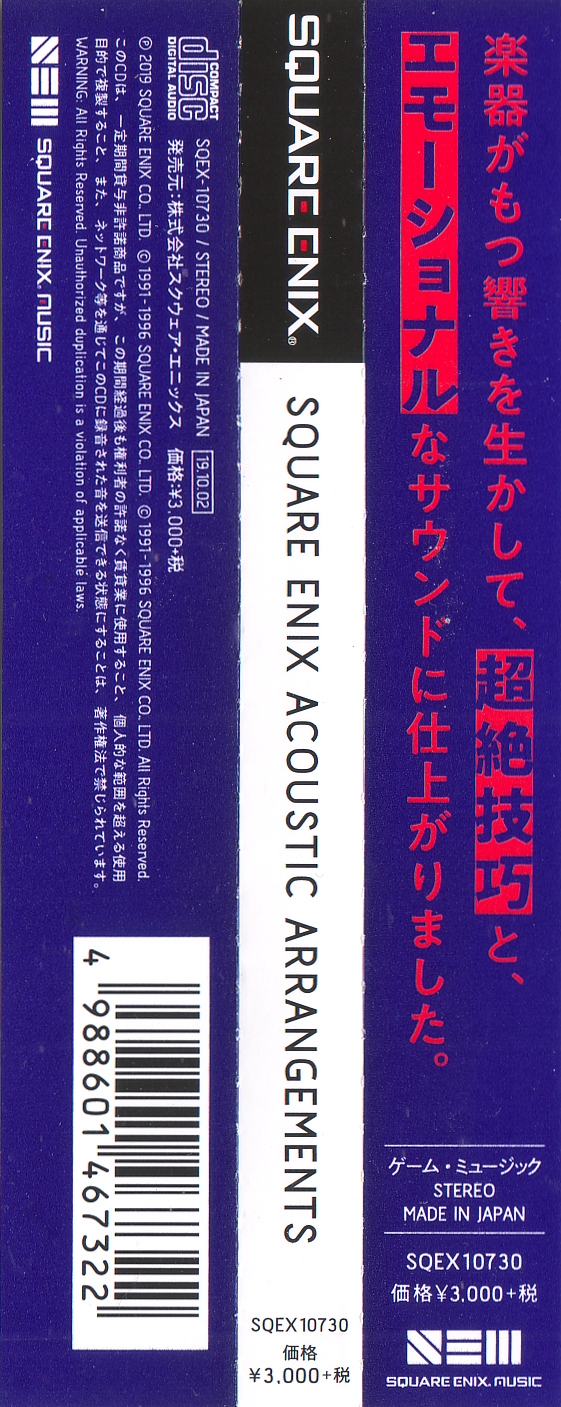 楽器がもつ響きを生かして、超絶技巧と、
エモーショナルなサウンドに仕上がりました。
ゲーム・ミュージック
STEREO
MADE IN JAPAN
SQEX10730
価格¥3,000+税
SQUARE ENIX. MUSIC
SQUARE ENIX®
SQUARE ENIX ACOUSTIC ARRANGEMENTS
SQEX10730
価格
¥3,000+税
COMPACT
disc
DIGITAL AUDIO
SQEX-10730 / STEREO / MADE IN JAPAN 19.10.02
発売元:株式会社スクウェア・エニックス 価格:¥3,000+税
℗ 2019 SQUARE ENIX CO., LTD. © 1991-1996 SQUARE ENIX CO., LTD. © 1991-1996 SQUARE ENIX CO., LTD. All Rights Reserved.
このCDは、一定期間貸与非許諾商品ですが、この期間経過後も権利者の許諾なく賃貸業に使用すること、個人的な範囲を超える使用
目的で複製すること、また、ネットワーク等を通じてこのCDに録音された音を送信できる状態にすることは、著作権法で禁じられています。
WARNING: All Rights Reserved. Unauthorized duplication is a violation of applicable laws.
SQUARE ENIX. MUSIC
4 988601 467322